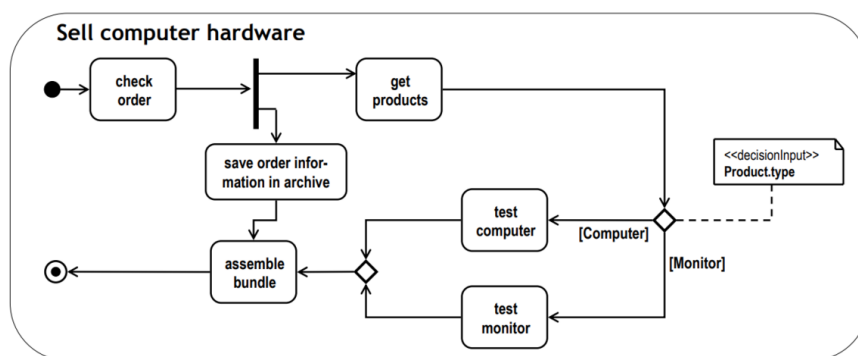 Sell computer hardware
check
order
get
products
save order infor-
mation in archive
<<decisionInput>>
Product.type
test
computer
[Computer]
[Monitor]
assemble
bundle
test
monitor